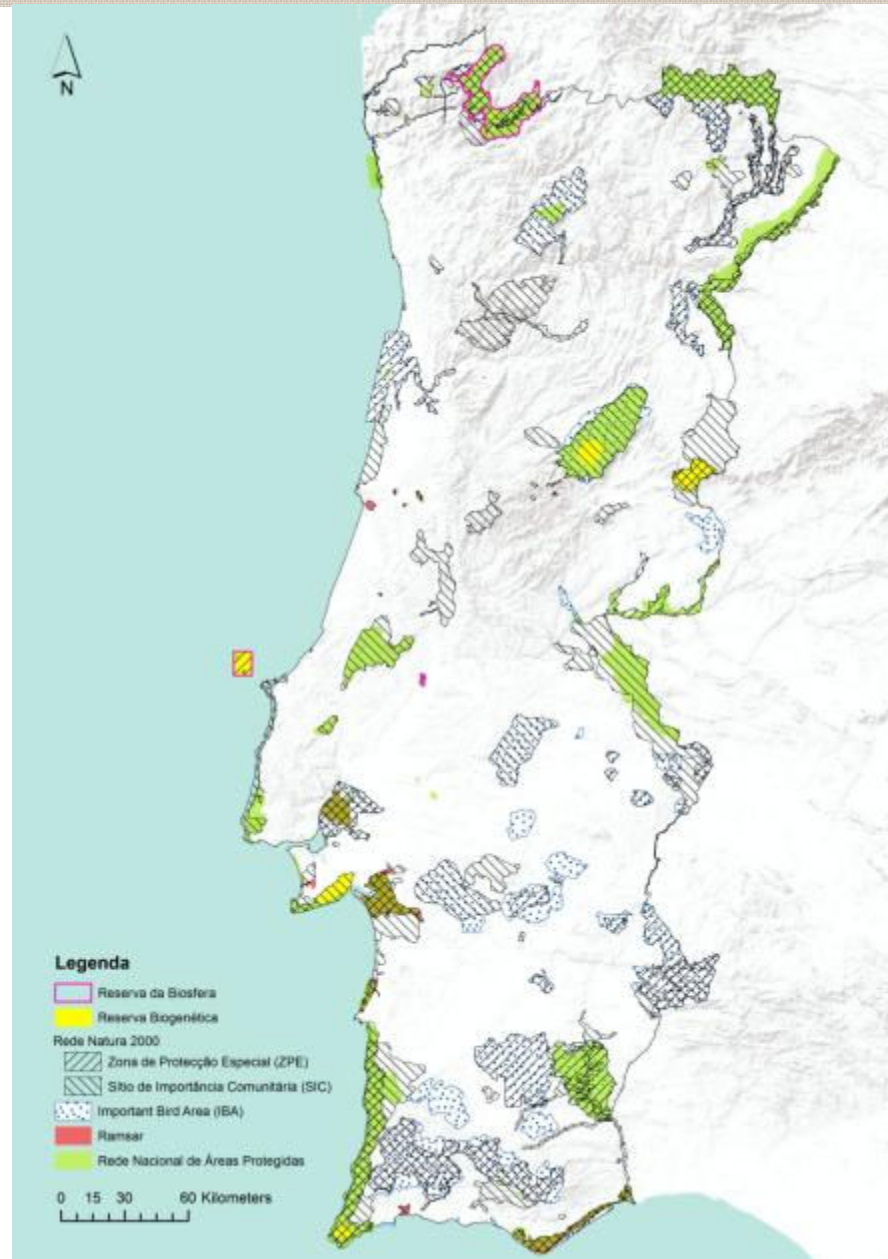 N
Legenda
Reserva da Biosfera
Reserva Biogenética
Rede Natura 2000
Zona de Protecção Especial (ZPE)
Sítio de Importância Comunitária (SIC)
Important Bird Area (IBA)
Ramsar
Rede Nacional de Áreas Protegidas
0 15 30 60 Kilometers